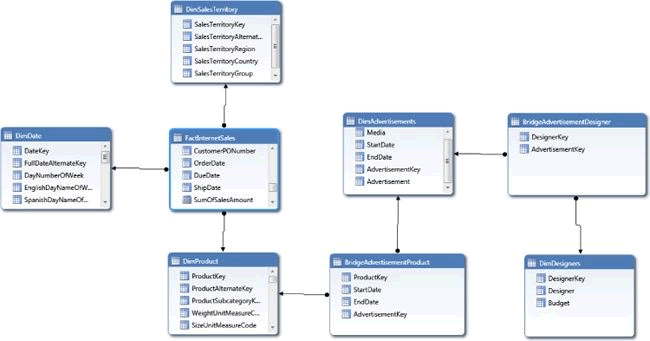 DimSalesTerritory
SalesTerritoryKey
SalesTerritoryAlternat...
SalesTerritoryRegion
SalesTerritoryCountry
SalesTerritoryGroup
DimDate
DateKey
FullDateAlternateKey
DayNumberOfWeek
EnglishDayNameOfW...
SpanishDayNameOf...
FactInternetSales
CustomerPONumber
OrderDate
DueDate
ShipDate
SumOfSalesAmount
DimAdvertisements
Media
StartDate
EndDate
AdvertisementKey
Advertisement
BridgeAdvertisementDesigner
DesignerKey
AdvertisementKey
DimProduct
ProductKey
ProductAlternateKey
ProductSubcategoryK...
WeightUnitMeasureC...
SizeUnitMeasureCode
BridgeAdvertisementProduct
ProductKey
StartDate
EndDate
AdvertisementKey
DimDesigners
DesignerKey
Designer
Budget